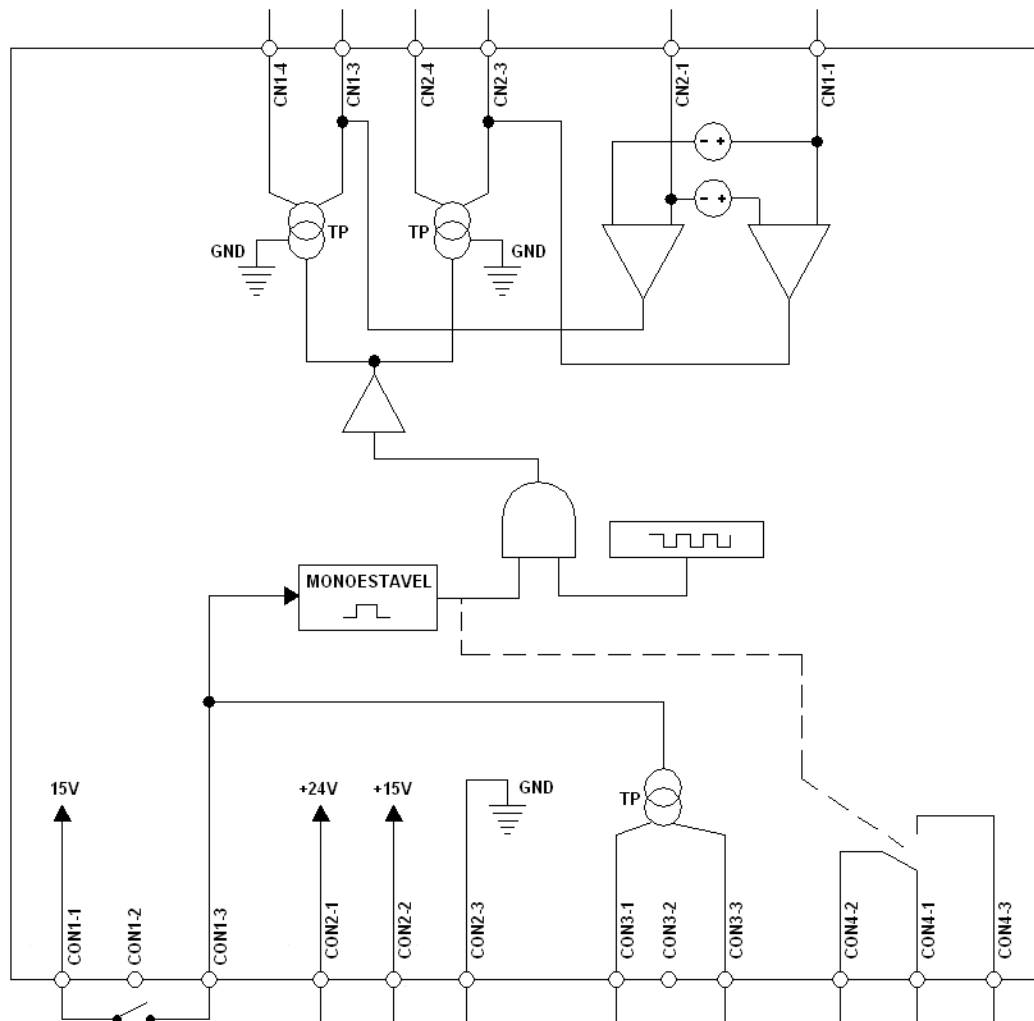 CN1-4
CN1-3
CN2-4
CN2-3
CN2-1
CN1-1
- +
- +
TP
TP
GND
GND
MONOESTAVEL
15V
+24V
+15V
GND
TP
CON1-1
CON1-2
CON1-3
CON2-1
CON2-2
CON2-3
CON3-1
CON3-2
CON3-3
CON4-2
CON4-1
CON4-3